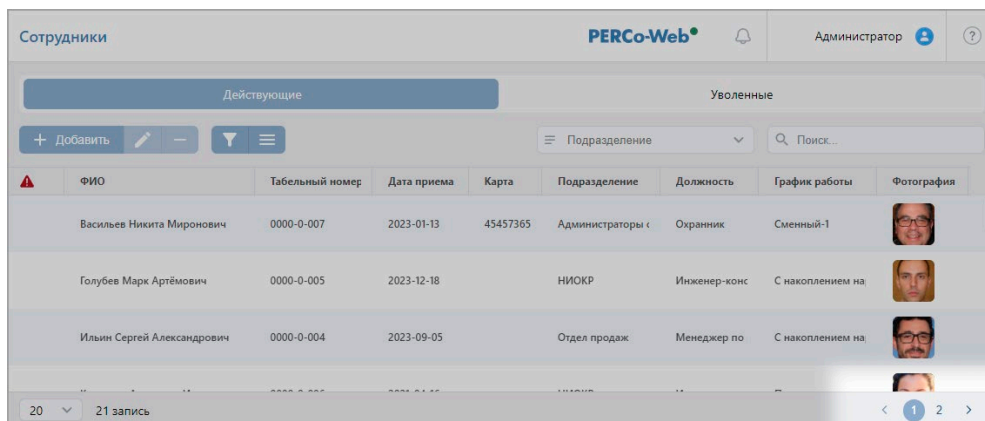 Сотрудники PERCo-Web Администратор ?
Действующие Уволенные
+ Добавить Подразделение Поиск...
ФИО Табельный номер Дата приема Карта Подразделение Должность График работы Фотография
Васильев Никита Миронович 0000-0-007 2023-01-13 45457365 Администраторы с Охранник Сменный-1
Голубев Марк Артёмович 0000-0-005 2023-12-18 НИОКР Инженер-конс С накоплением на
Ильин Сергей Александрович 0000-0-004 2023-09-05 Отдел продаж Менеджер по С накоплением на
20 21 запись < 1 2 >